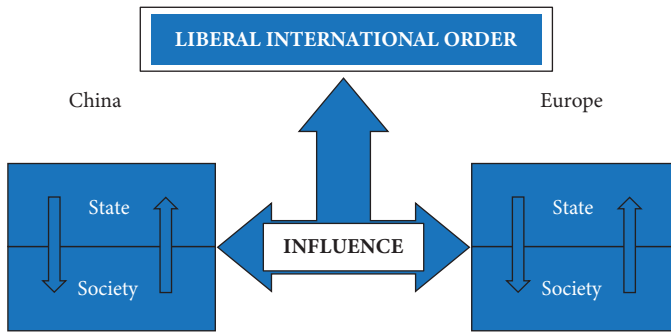 LIBERAL INTERNATIONAL ORDER
China
Europe
State
State
INFLUENCE
Society
Society